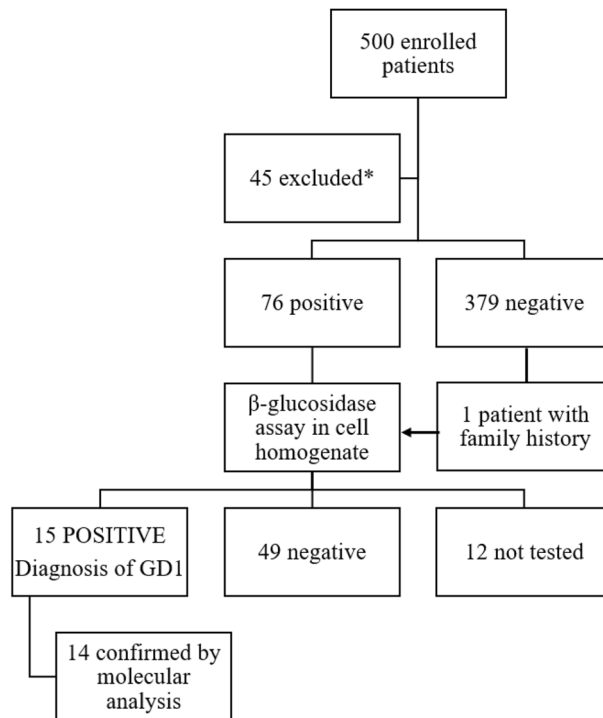 500 enrolled
patients
45 excluded*
76 positive
379 negative
β-glucosidase
assay in cell
homogenate
1 patient with
family history
15 POSITIVE
Diagnosis of GD1
49 negative
12 not tested
14 confirmed by
molecular
analysis